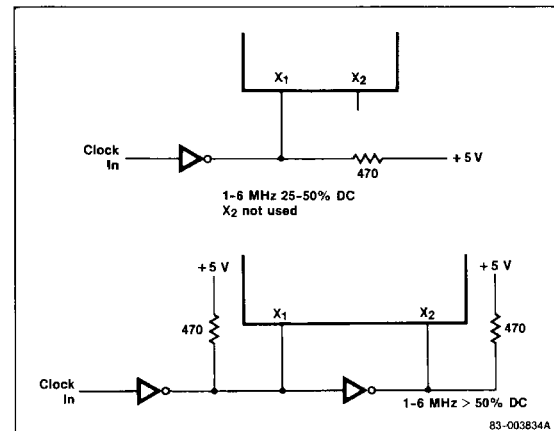 X1 X2
Clock
In
470
+5 V
1-6 MHz 25-50% DC
X2 not used
+5 V
+5 V
X1
X2
470
470
Clock
In
1-6 MHz > 50% DC
83-003834A